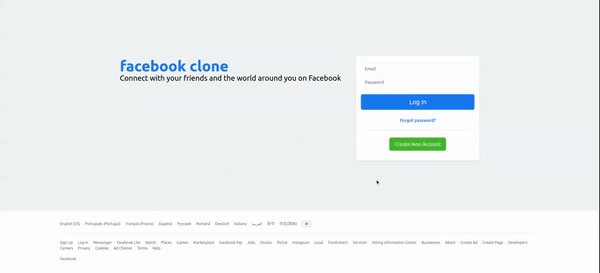 facebook clone
Connect with your friends and the world around you on Facebook
Email
Password
Log In
Forgot password?
Create New Account
English (US) Português (Portugal) Français (France) Español Русский Română Deutsch Italiano العربية हिन्दी 中文(简体) +
Sign Up Log In Messenger Facebook Lite Watch Places Games Marketplace Facebook Pay Jobs Oculus Portal Instagram Local Fundraisers Services Voting Information Center Businesses About Create Ad Create Page Developers
Careers Privacy Cookies Ad Choices Terms Help
Facebook